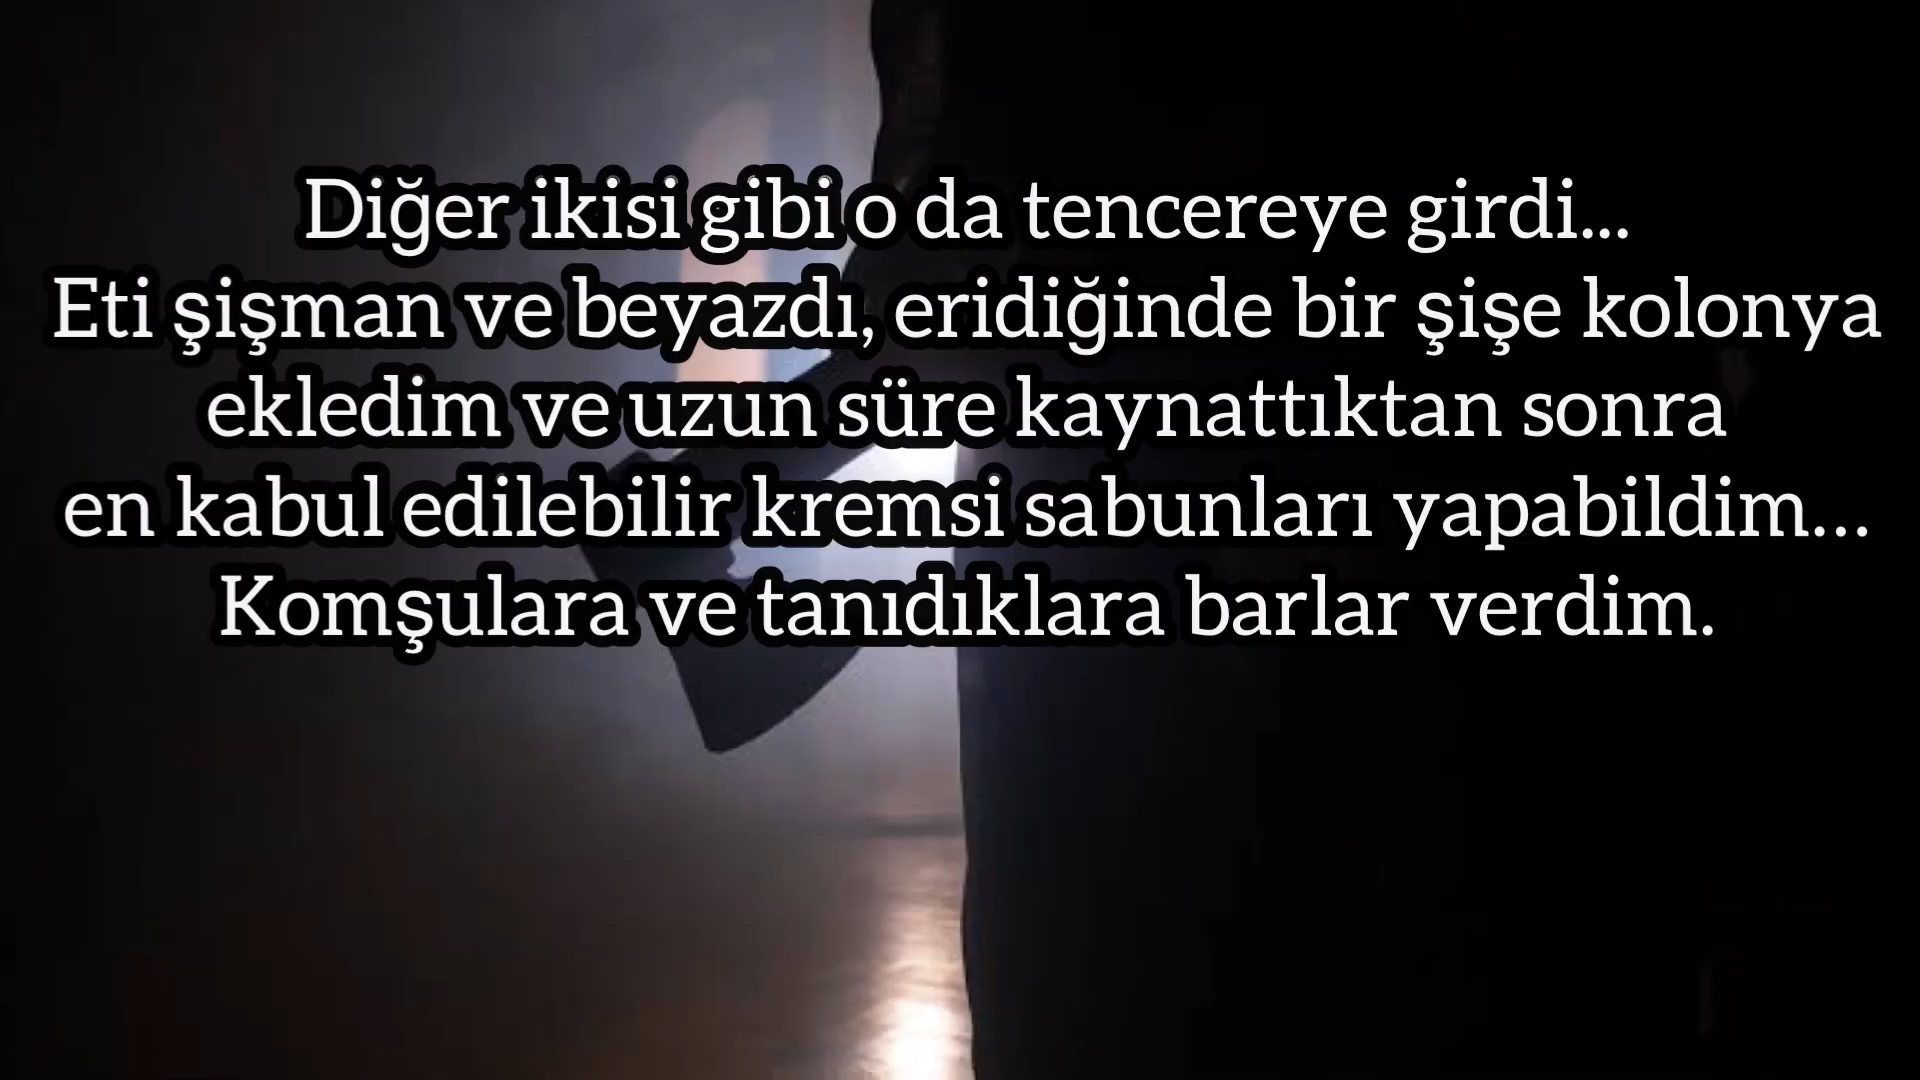 Diğer ikisi gibi o da tencereye girdi...
Eti şişman ve beyazdı, eridiğinde bir şişe kolonya
ekledim ve uzun süre kaynattıktan sonra
en kabul edilebilir kremsi sabunları yapabildim...
Komşulara ve tanıdıklara barlar verdim.